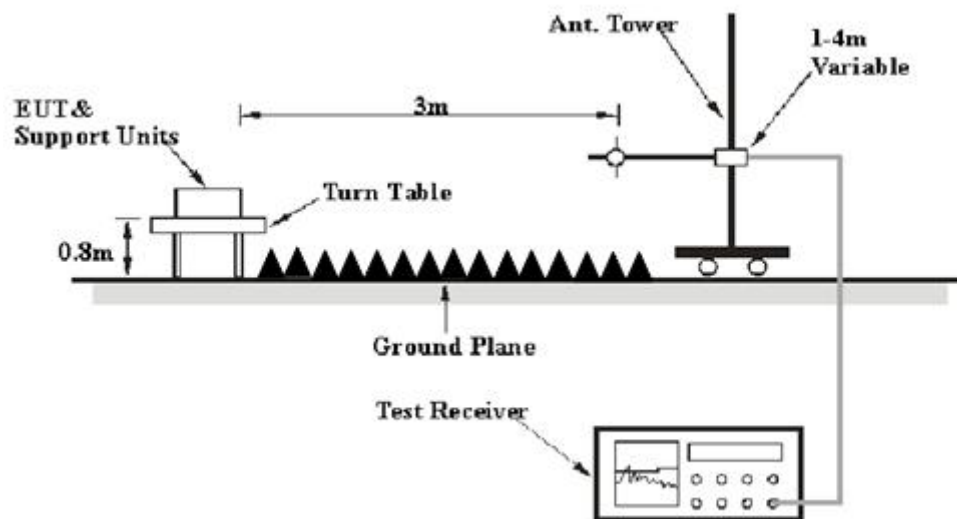 Ant. Tower
1-4m
Variable
3m
EUT&
Support Units
Turn Table
0.8m
Ground Plane
Test Receiver